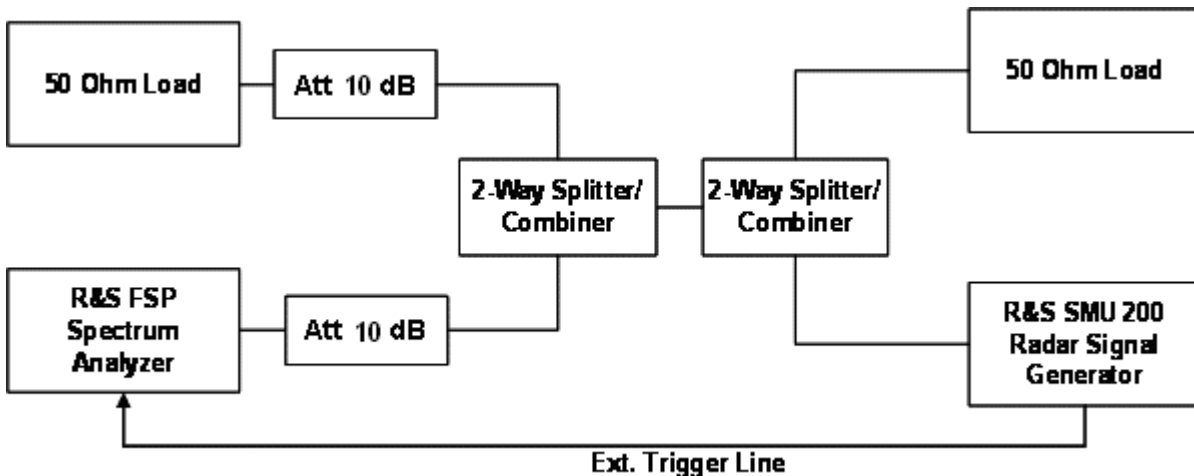 50 Ohm Load
Att 10 dB
50 Ohm Load
2-Way Splitter/
Combiner
2-Way Splitter/
Combiner
R&S FSP
Spectrum
Analyzer
Att 10 dB
R&S SMU 200
Radar Signal
Generator
Ext. Trigger Line